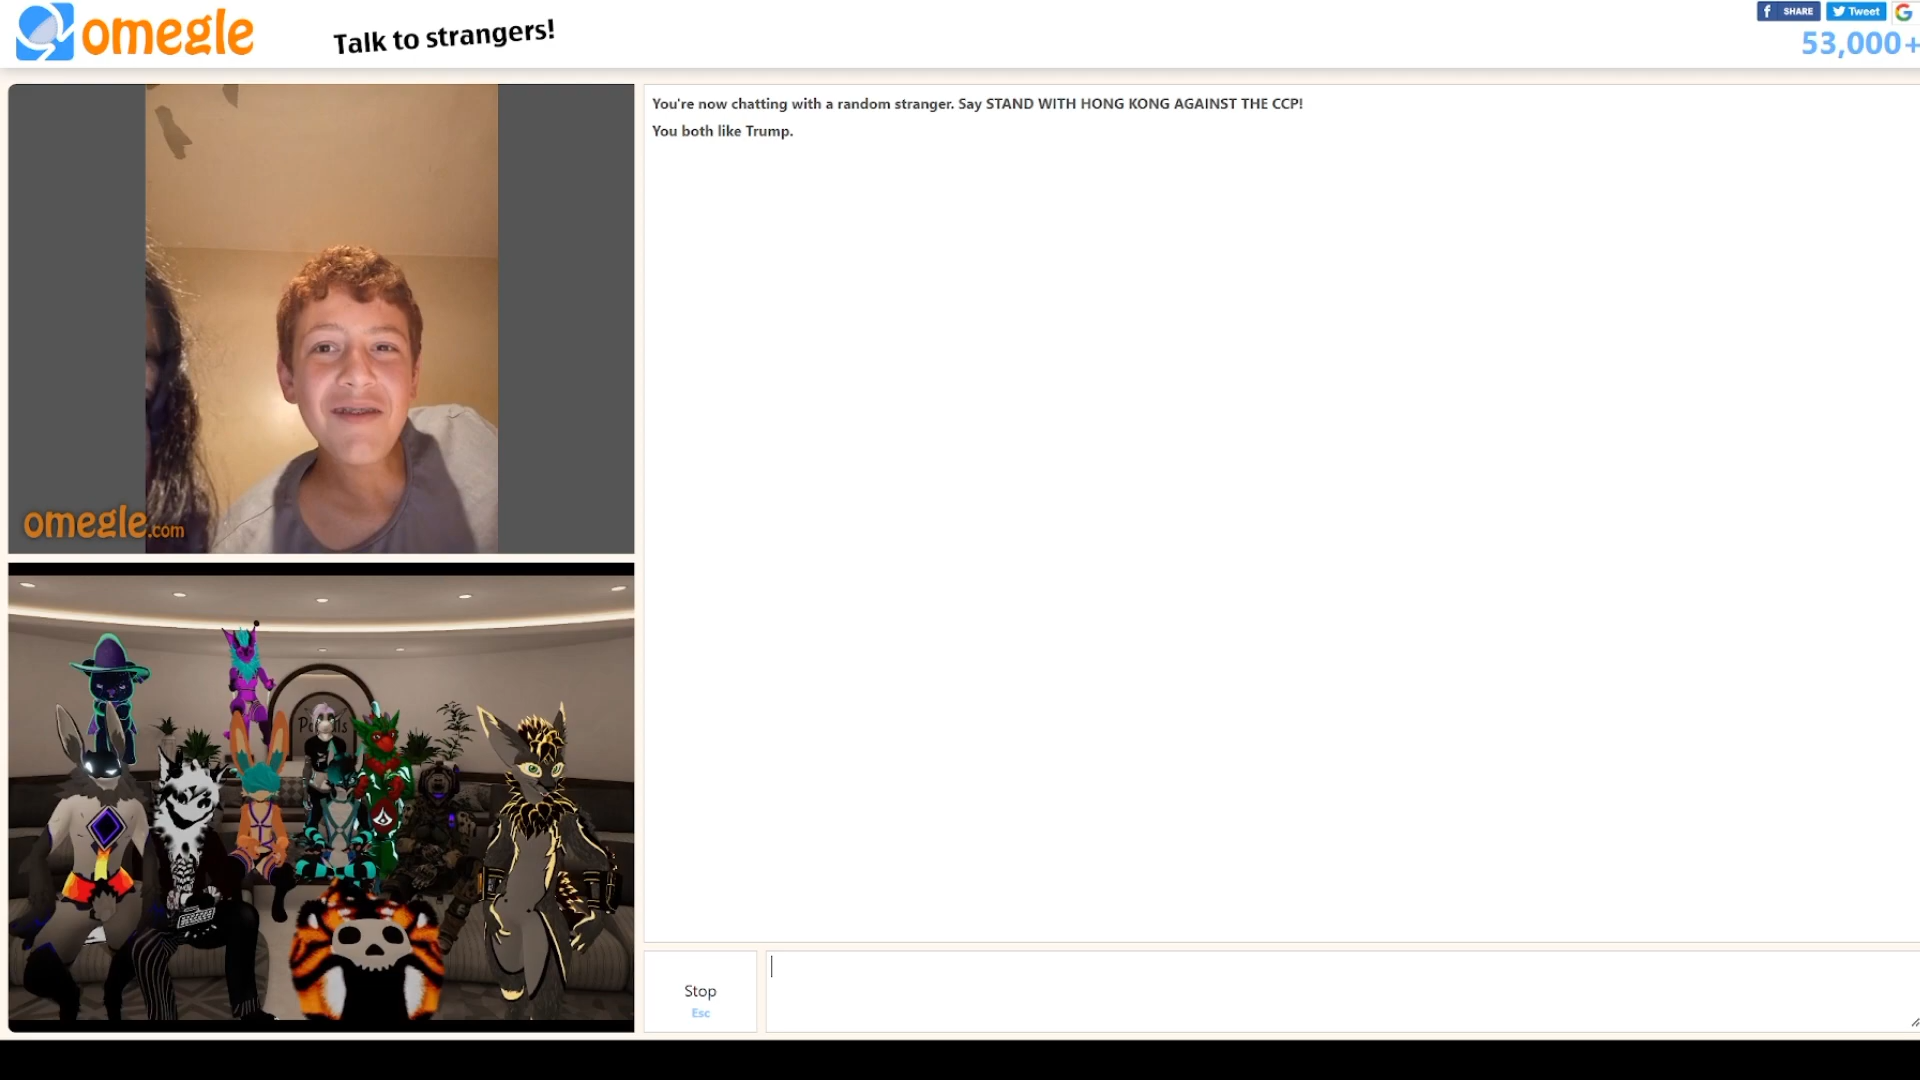 omegle
Talk to strangers!
f SHARE
Tweet
G
53,000+
You're now chatting with a random stranger. Say STAND WITH HONG KONG AGAINST THE CCP!
You both like Trump.
omegle.com
Stop
Esc